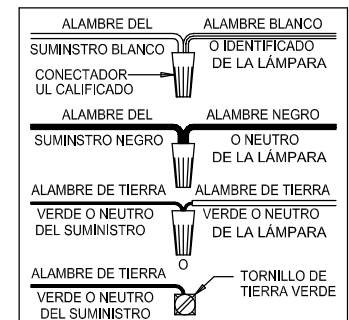 ALAMBRE DEL
SUMINSTRO BLANCO
ALAMBRE BLANCO
O IDENTIFICADO
DE LA LÁMPARA
CONECTADOR
UL CALIFICADO
ALAMBRE DEL
SUMINSTRO NEGRO
ALAMBRE NEGRO
O NEUTRO
DE LA LÁMPARA
ALAMBRE DE TIERRA
VERDE O NEUTRO
DEL SUMINISTRO
ALAMBRE DE TIERRA
VERDE O NEUTRO
DE LA LÁMPARA
O
ALAMBRE DE TIERRA
VERDE O NEUTRO
DEL SUMINISTRO
TORNILLO DE
TIERRA VERDE